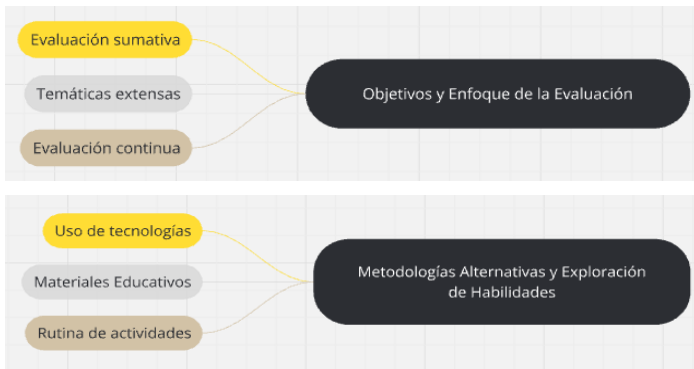 Evaluación sumativa
Temáticas extensas
Evaluación continua
Objetivos y Enfoque de la Evaluación
Uso de tecnologías
Materiales Educativos
Rutina de actividades
Metodologías Alternativas y Exploración
de Habilidades